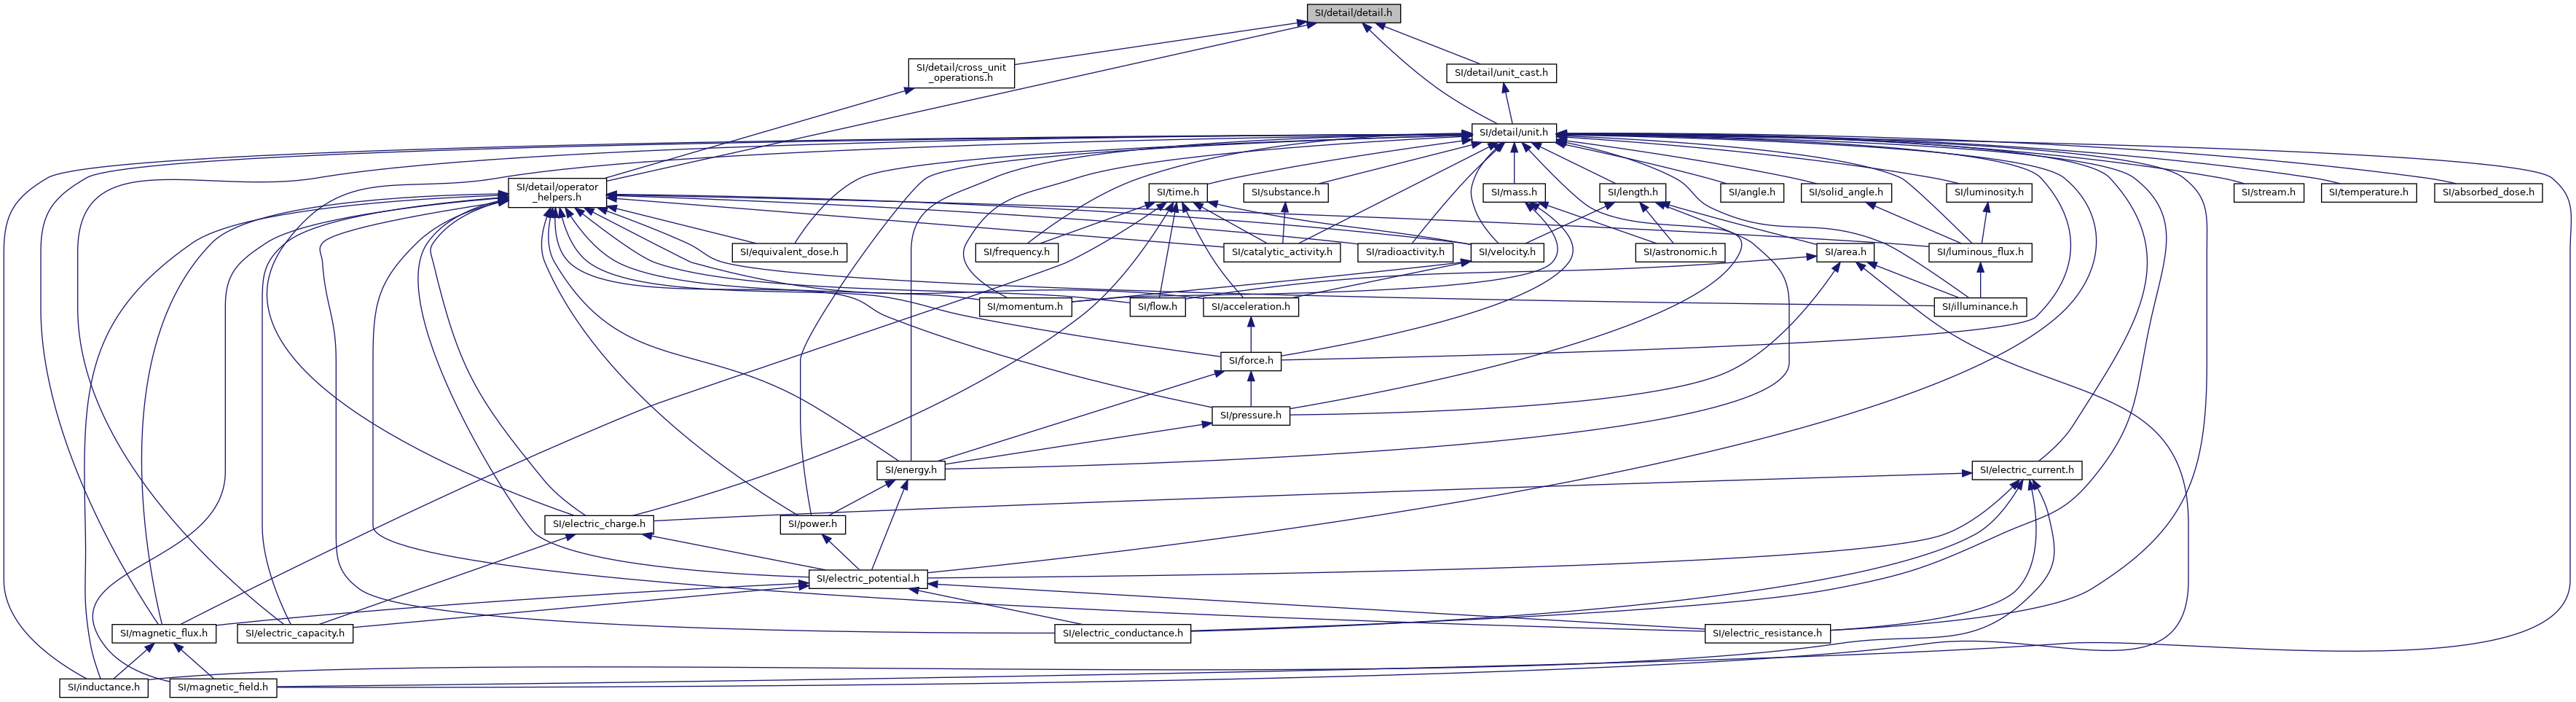 SI/detail/detail.h
SI/detail/cross_unit
_operations.h
SI/detail/unit_cast.h
SI/detail/unit.h
SI/detail/operator
_helpers.h
SI/time.h
SI/substance.h
SI/mass.h
SI/length.h
SI/angle.h
SI/solid_angle.h
SI/luminosity.h
SI/stream.h
SI/temperature.h
SI/absorbed_dose.h
SI/equivalent_dose.h
SI/frequency.h
SI/catalytic_activity.h
SI/radioactivity.h
SI/velocity.h
SI/astronomic.h
SI/area.h
SI/luminous_flux.h
SI/momentum.h
SI/flow.h
SI/acceleration.h
SI/illuminance.h
SI/force.h
SI/pressure.h
SI/energy.h
SI/electric_current.h
SI/electric_charge.h
SI/power.h
SI/electric_potential.h
SI/magnetic_flux.h
SI/electric_capacity.h
SI/electric_conductance.h
SI/electric_resistance.h
SI/inductance.h
SI/magnetic_field.h